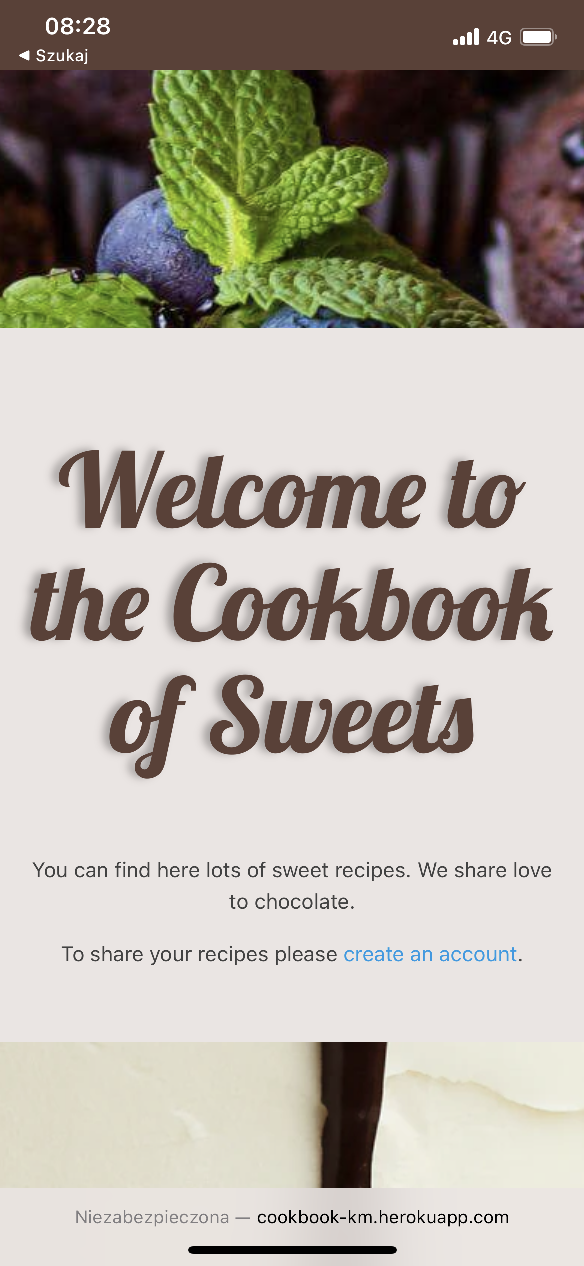 08:28
4G
◀ Szukaj
Welcome to
the Cookbook
of Sweets
You can find here lots of sweet recipes. We share love
to chocolate.
To share your recipes please create an account.
Niezabezpieczona — cookbook-km.herokuapp.com